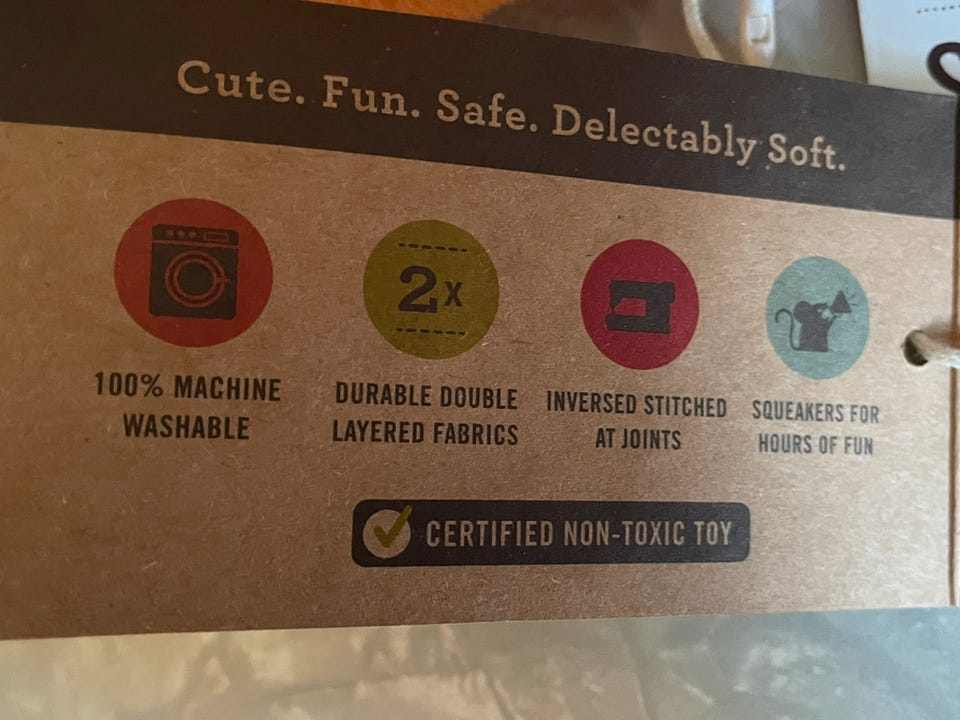 Cute. Fun. Safe. Delectably Soft.
2x
100% MACHINE
WASHABLE
DURABLE DOUBLE
LAYERED FABRICS
INVERSED STITCHED
AT JOINTS
SQUEAKERS FOR
HOURS OF FUN
CERTIFIED NON-TOXIC TOY